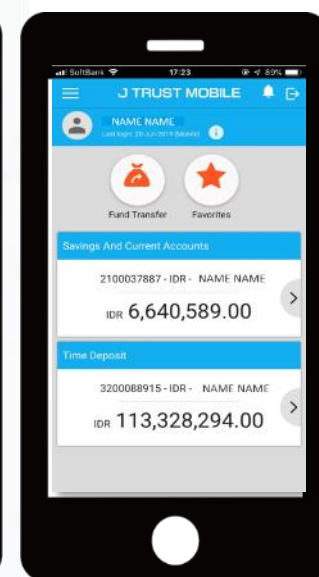 SoftBank 17:23 89%
J TRUST MOBILE
NAME NAME
Last login: 20 Jun 2019 (Mobile)
Fund Transfer Favorites
Savings And Current Accounts
2100037887 - IDR - NAME NAME
IDR 6,640,589.00
Time Deposit
3200088915 - IDR - NAME NAME
IDR 113,328,294.00